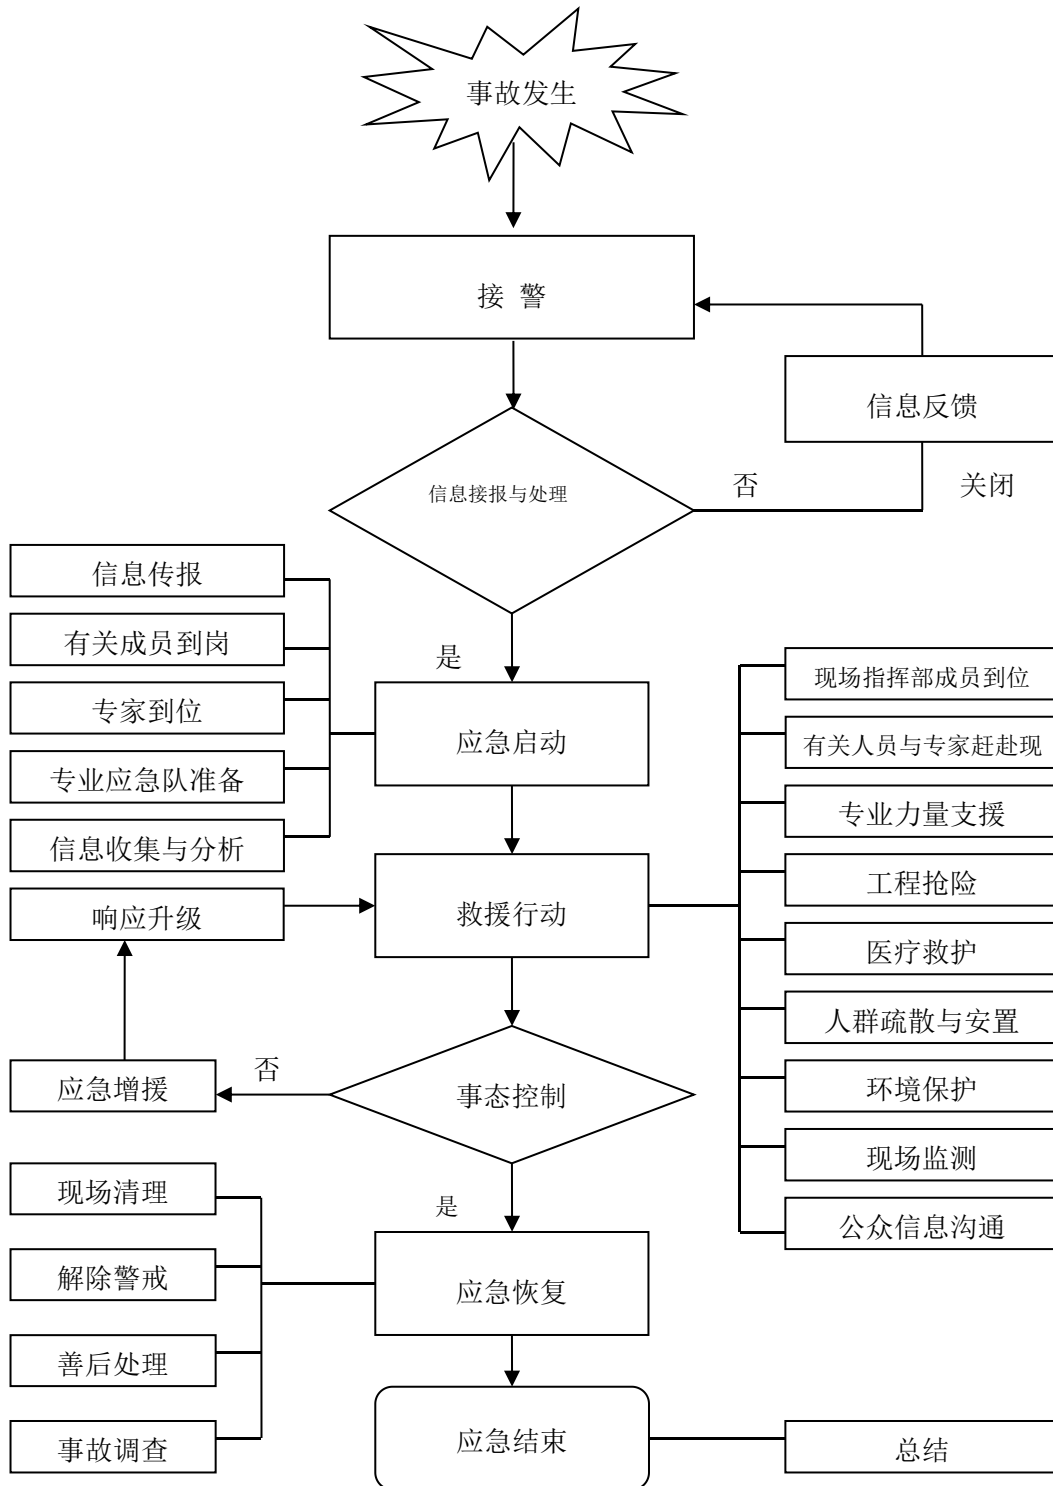 事故发生
接 警
信息反馈
信息接报与处理
否
关闭
信息传报
有关成员到岗
是
现场指挥部成员到位
专家到位
应急启动
有关人员与专家赶赴现
专业应急队准备
专业力量支援
信息收集与分析
工程抢险
响应升级
救援行动
医疗救护
人群疏散与安置
否
应急增援
事态控制
环境保护
现场监测
现场清理
是
公众信息沟通
解除警戒
应急恢复
善后处理
应急结束
事故调查
总结